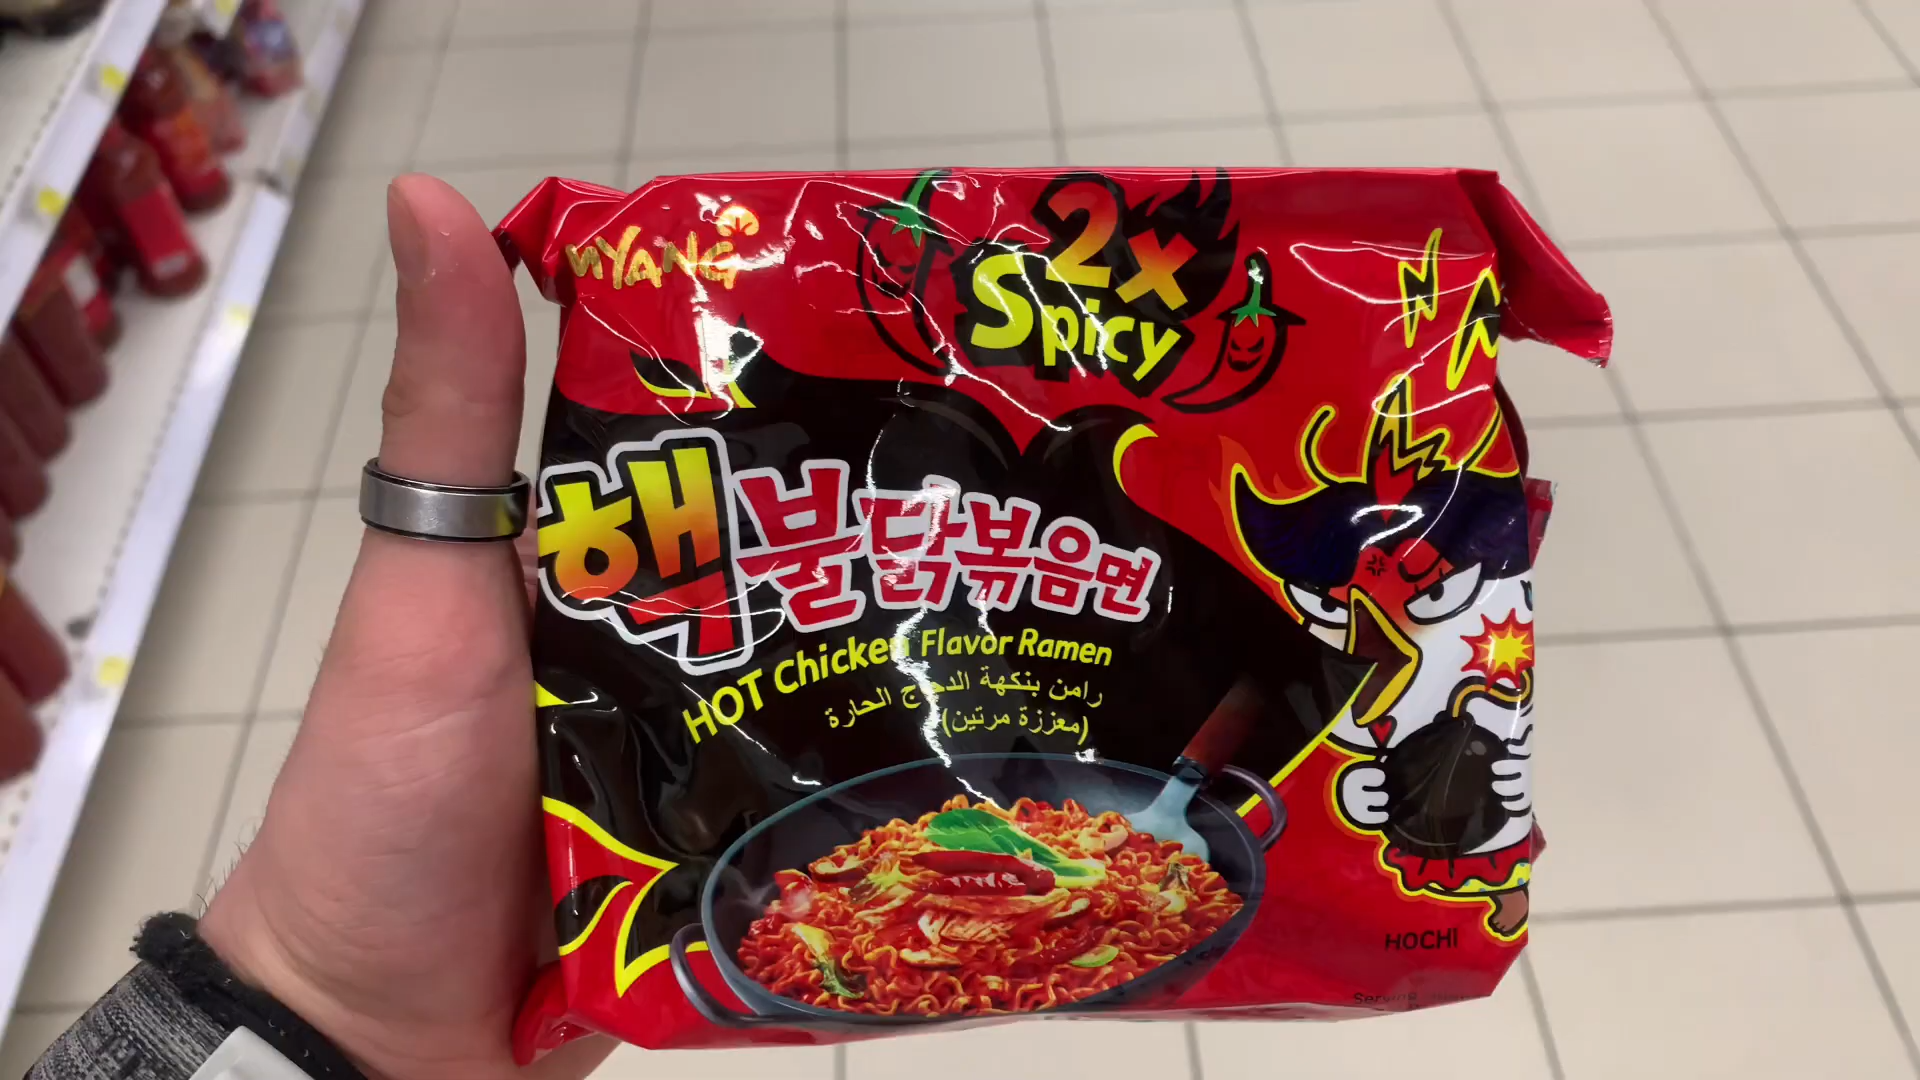 2x
Spicy
핵불닭볶음면
HOT Chicken Flavor Ramen
رامن بنكهة الدجاج الحارة
(معززة مرتين)
HOCHI